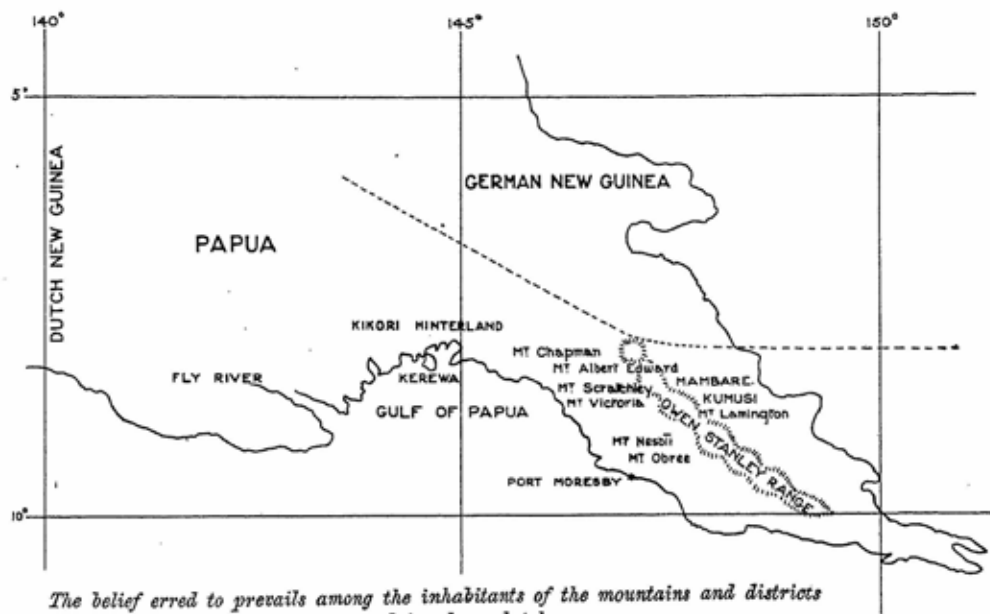 140° 145° 150°
5°
DUTCH NEW GUINEA
GERMAN NEW GUINEA
PAPUA
KIKORI HINTERLAND
MT Chapman
MT Albert Edward
FLY RIVER
KEREWA
MT Scratchley
MAMBARE
GULF OF PAPUA
MT Victoria
KUMUSI
MT Lamington
OWEN STANLEY RANGE
MT Nesbit
MT Obree
PORT MORESBY
10°
The belief erred to prevails among the inhabitants of the mountains and districts